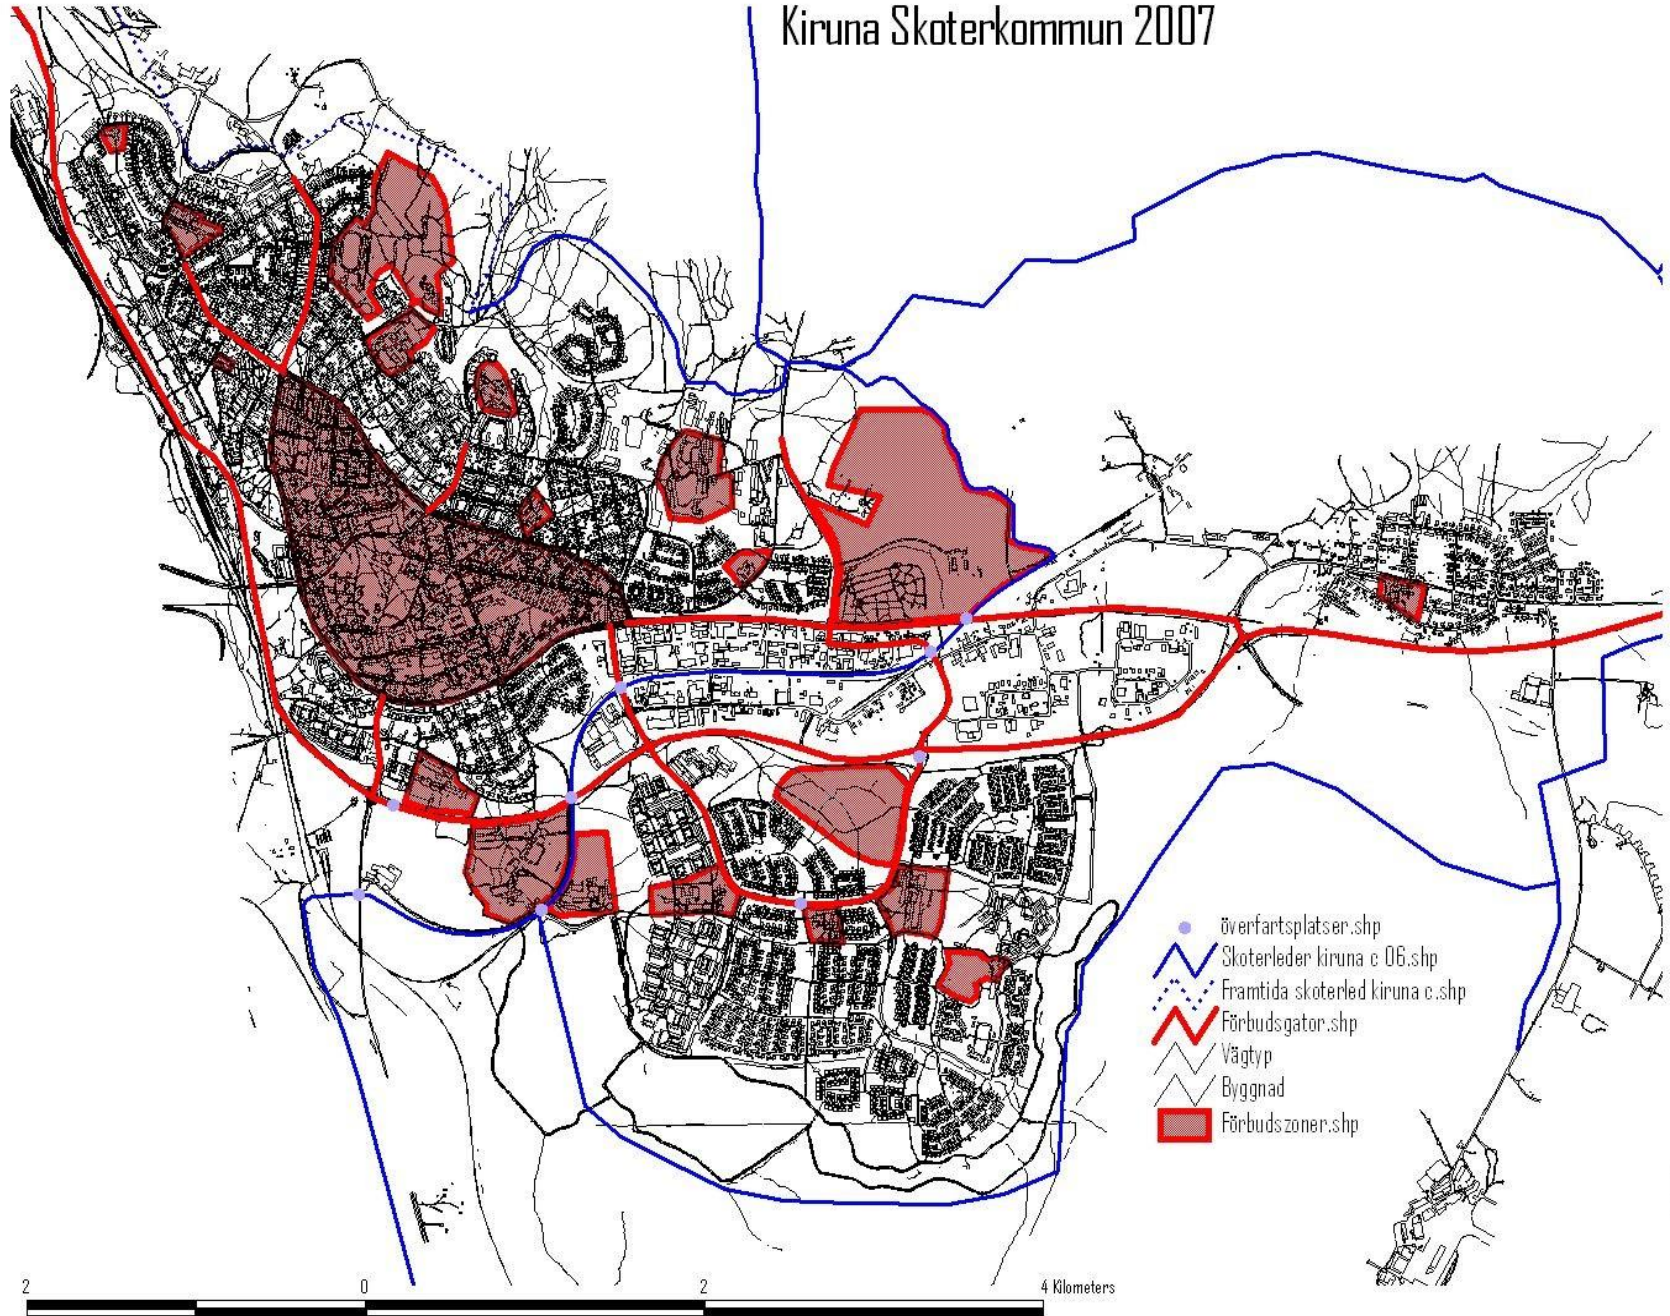 Kiruna Skoterkommun 2007
överfartsplatser.shp
Skoterleder kiruna c 06.shp
Framtida skoterled kiruna c.shp
Förbudsgator.shp
Vägtyp
Byggnad
Förbudszoner.shp
2 0 2 4 Kilometers